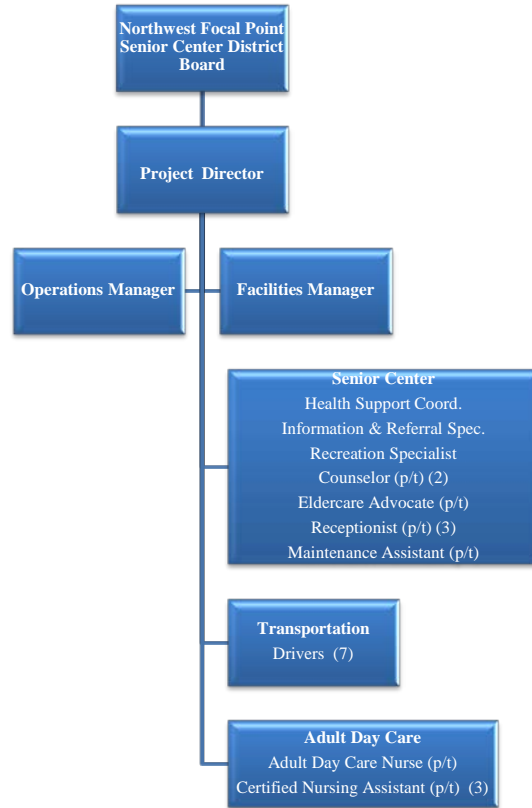 Northwest Focal Point
Senior Center District
Board
Project Director
Operations Manager
Facilities Manager
Senior Center
Health Support Coord.
Information & Referral Spec.
Recreation Specialist
Counselor (p/t) (2)
Eldercare Advocate (p/t)
Receptionist (p/t) (3)
Maintenance Assistant (p/t)
Transportation
Drivers (7)
Adult Day Care
Adult Day Care Nurse (p/t)
Certified Nursing Assistant (p/t) (3)